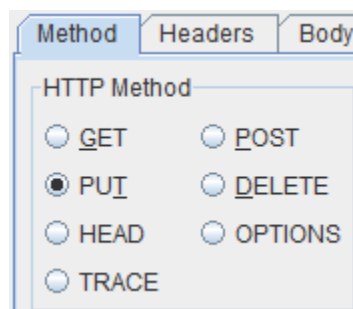 Method Headers Body
HTTP Method
GET POST
PUT DELETE
HEAD OPTIONS
TRACE